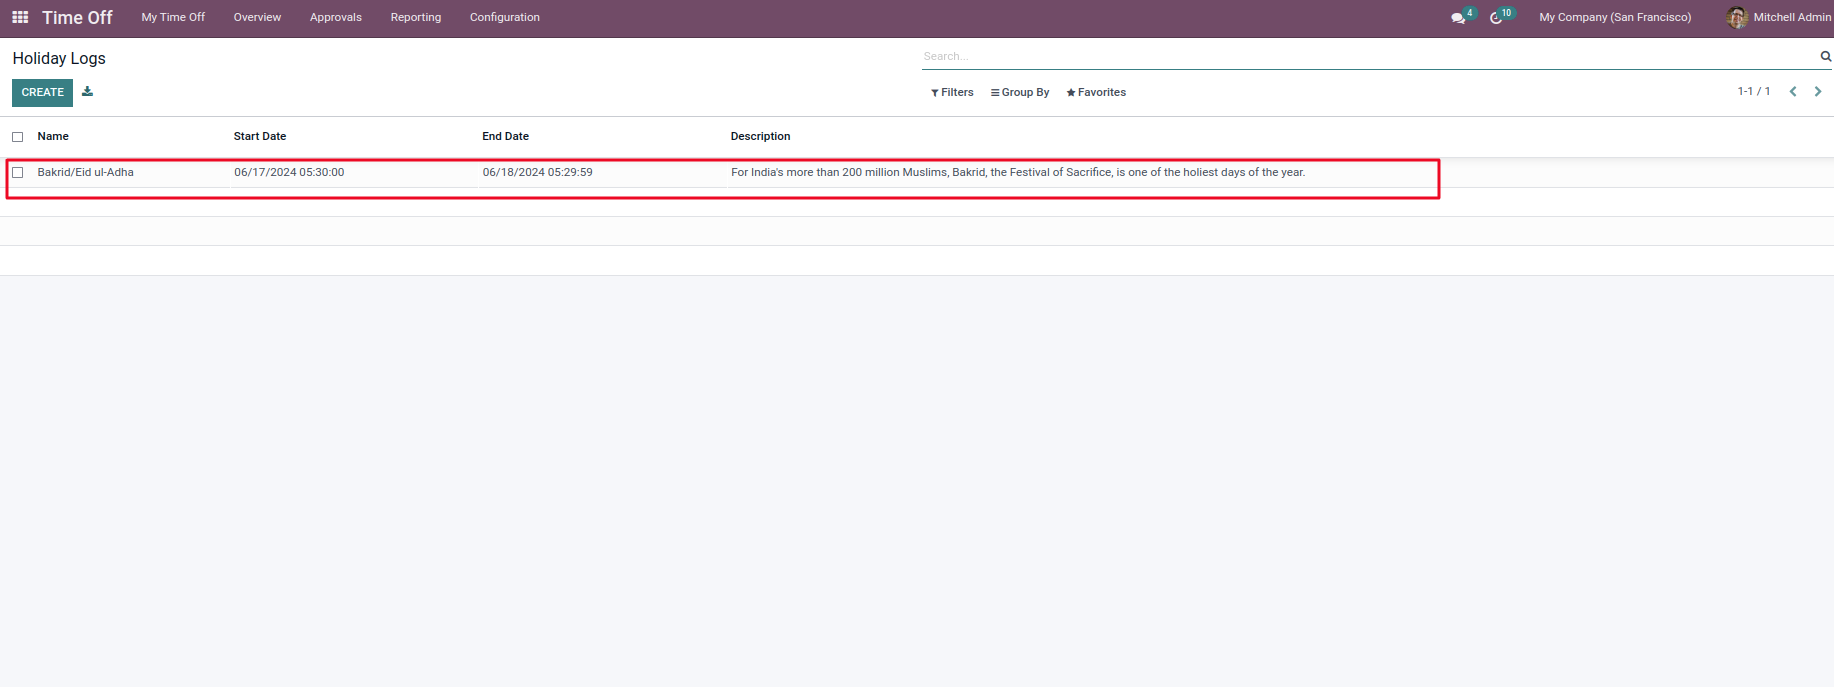 Time Off My Time Off Overview Approvals Reporting Configuration 4 10 My Company (San Francisco) Mitchell Admin
Holiday Logs Search...
CREATE Filters Group By Favorites 1-1 / 1
Name Start Date End Date Description
Bakrid/Eid ul-Adha 06/17/2024 05:30:00 06/18/2024 05:29:59 For India's more than 200 million Muslims, Bakrid, the Festival of Sacrifice, is one of the holiest days of the year.